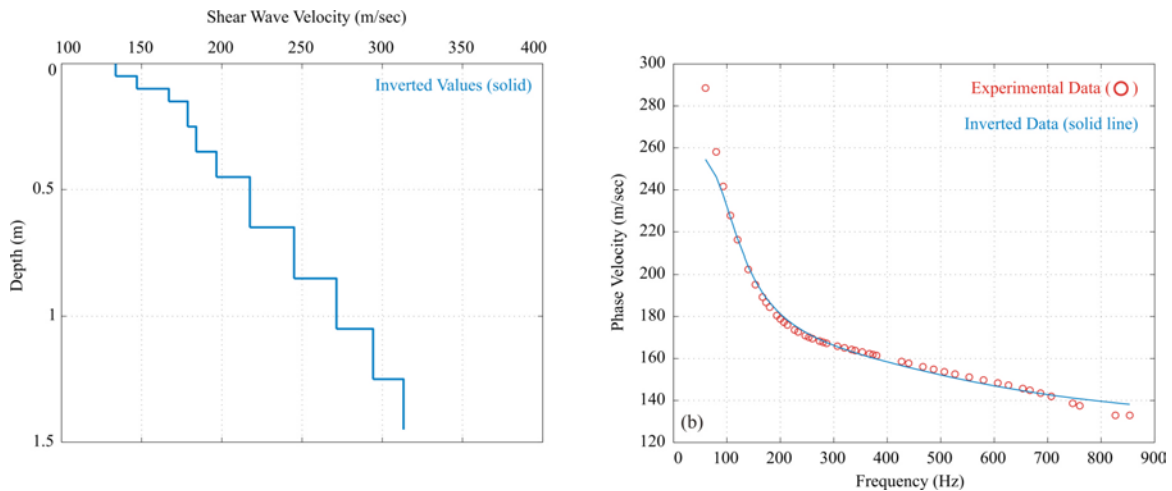 Shear Wave Velocity (m/sec)
100 150 200 250 300 350 400
0
0.5
1
1.5
Depth (m)
Inverted Values (solid)
300
280
260
240
220
200
180
160
140
120
Phase Velocity (m/sec)
Experimental Data ( )
Inverted Data (solid line)
(b)
0 100 200 300 400 500 600 700 800 900
Frequency (Hz)